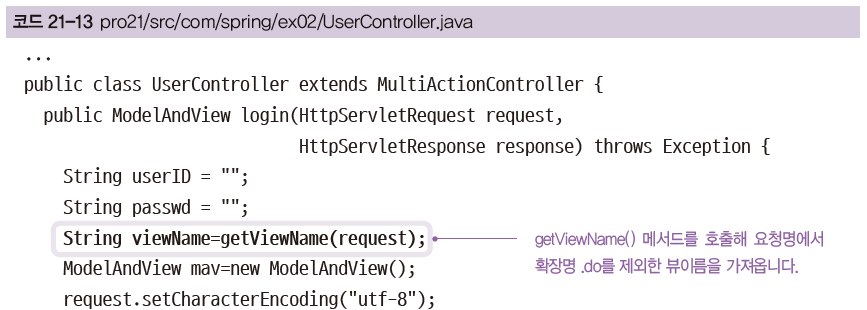 코드 21-13 pro21/src/com/spring/ex02/UserController.java
...
public class UserController extends MultiActionController {
public ModelAndView login(HttpServletRequest request,
HttpServletResponse response) throws Exception {
String userID = "";
String passwd = "";
String viewName=getViewName(request);
getViewName() 메서드를 호출해 요청명에서
확장명 .do를 제외한 뷰이름을 가져옵니다.
ModelAndView mav=new ModelAndView();
request.setCharacterEncoding("utf-8");